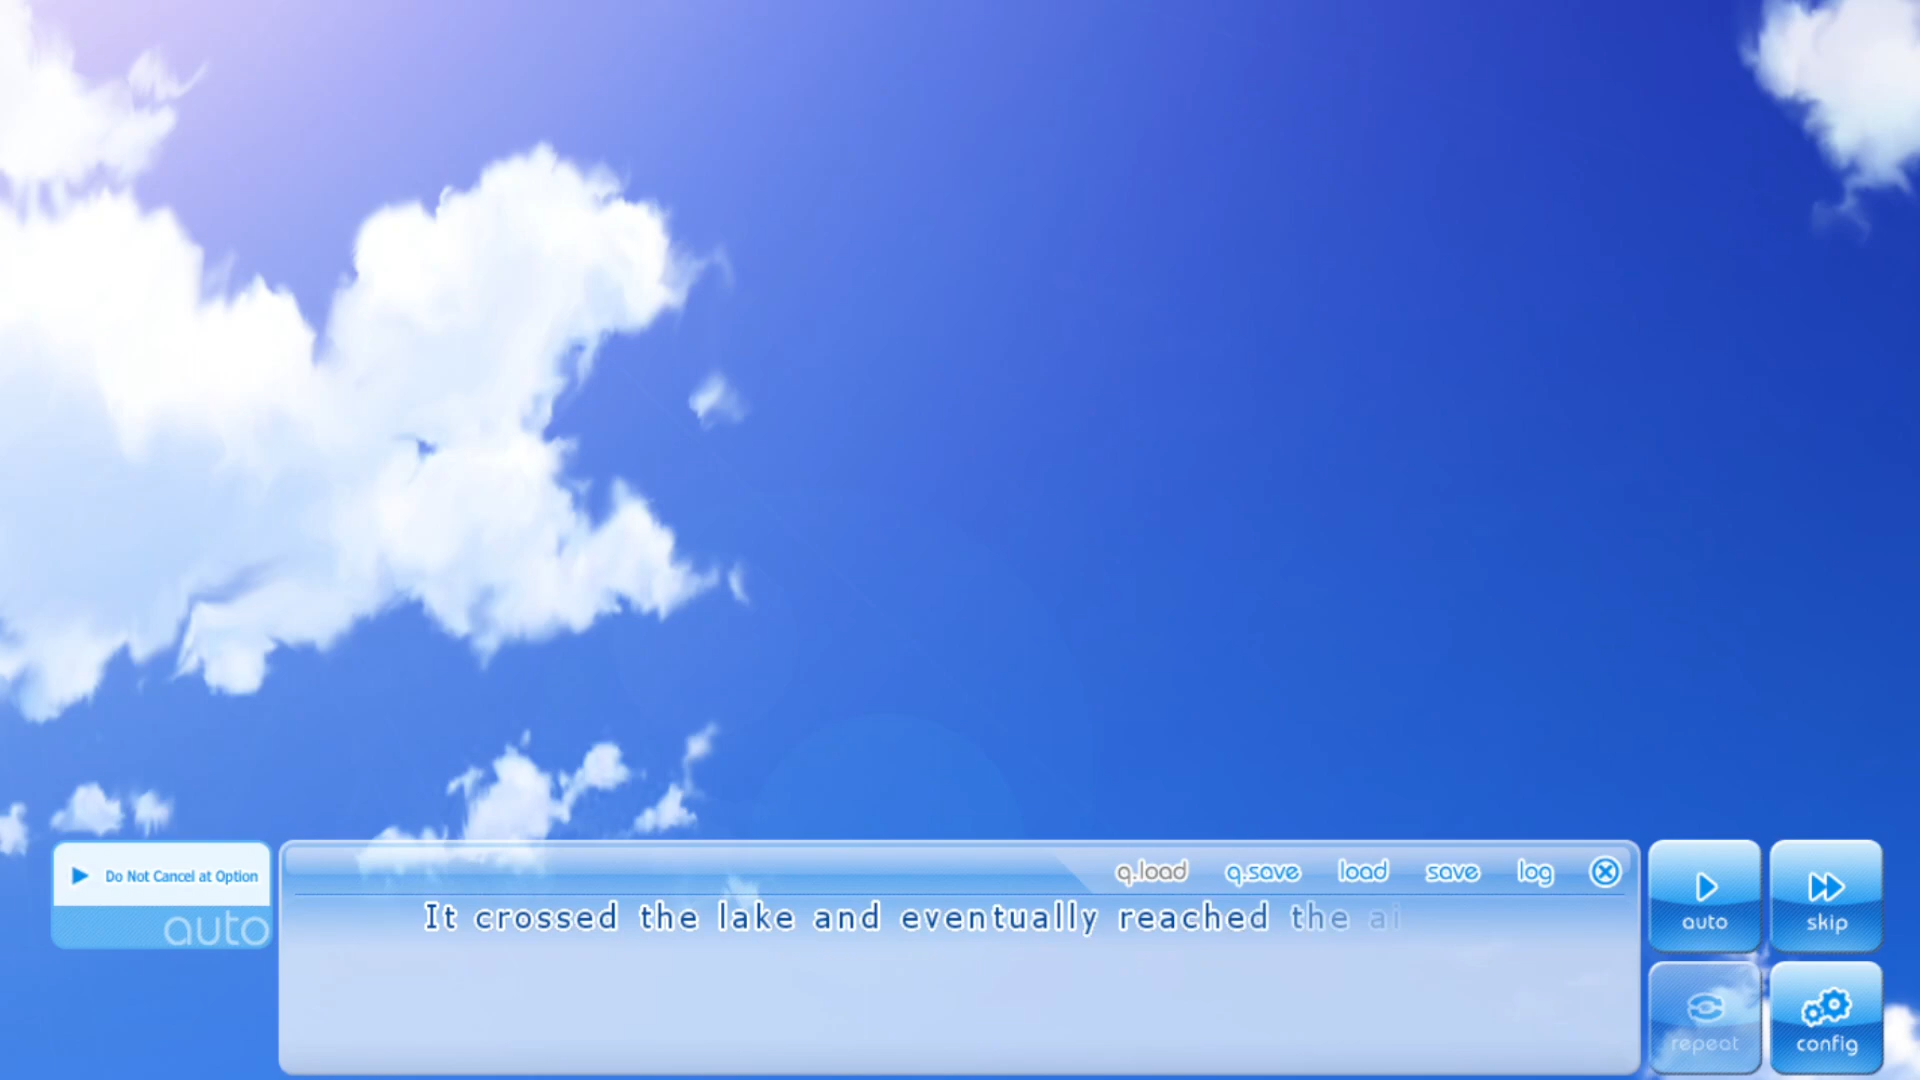 Do Not Cancel at Option
auto
q.load q.save load save log
It crossed the lake and eventually reached the ai
auto
skip
repeat
config